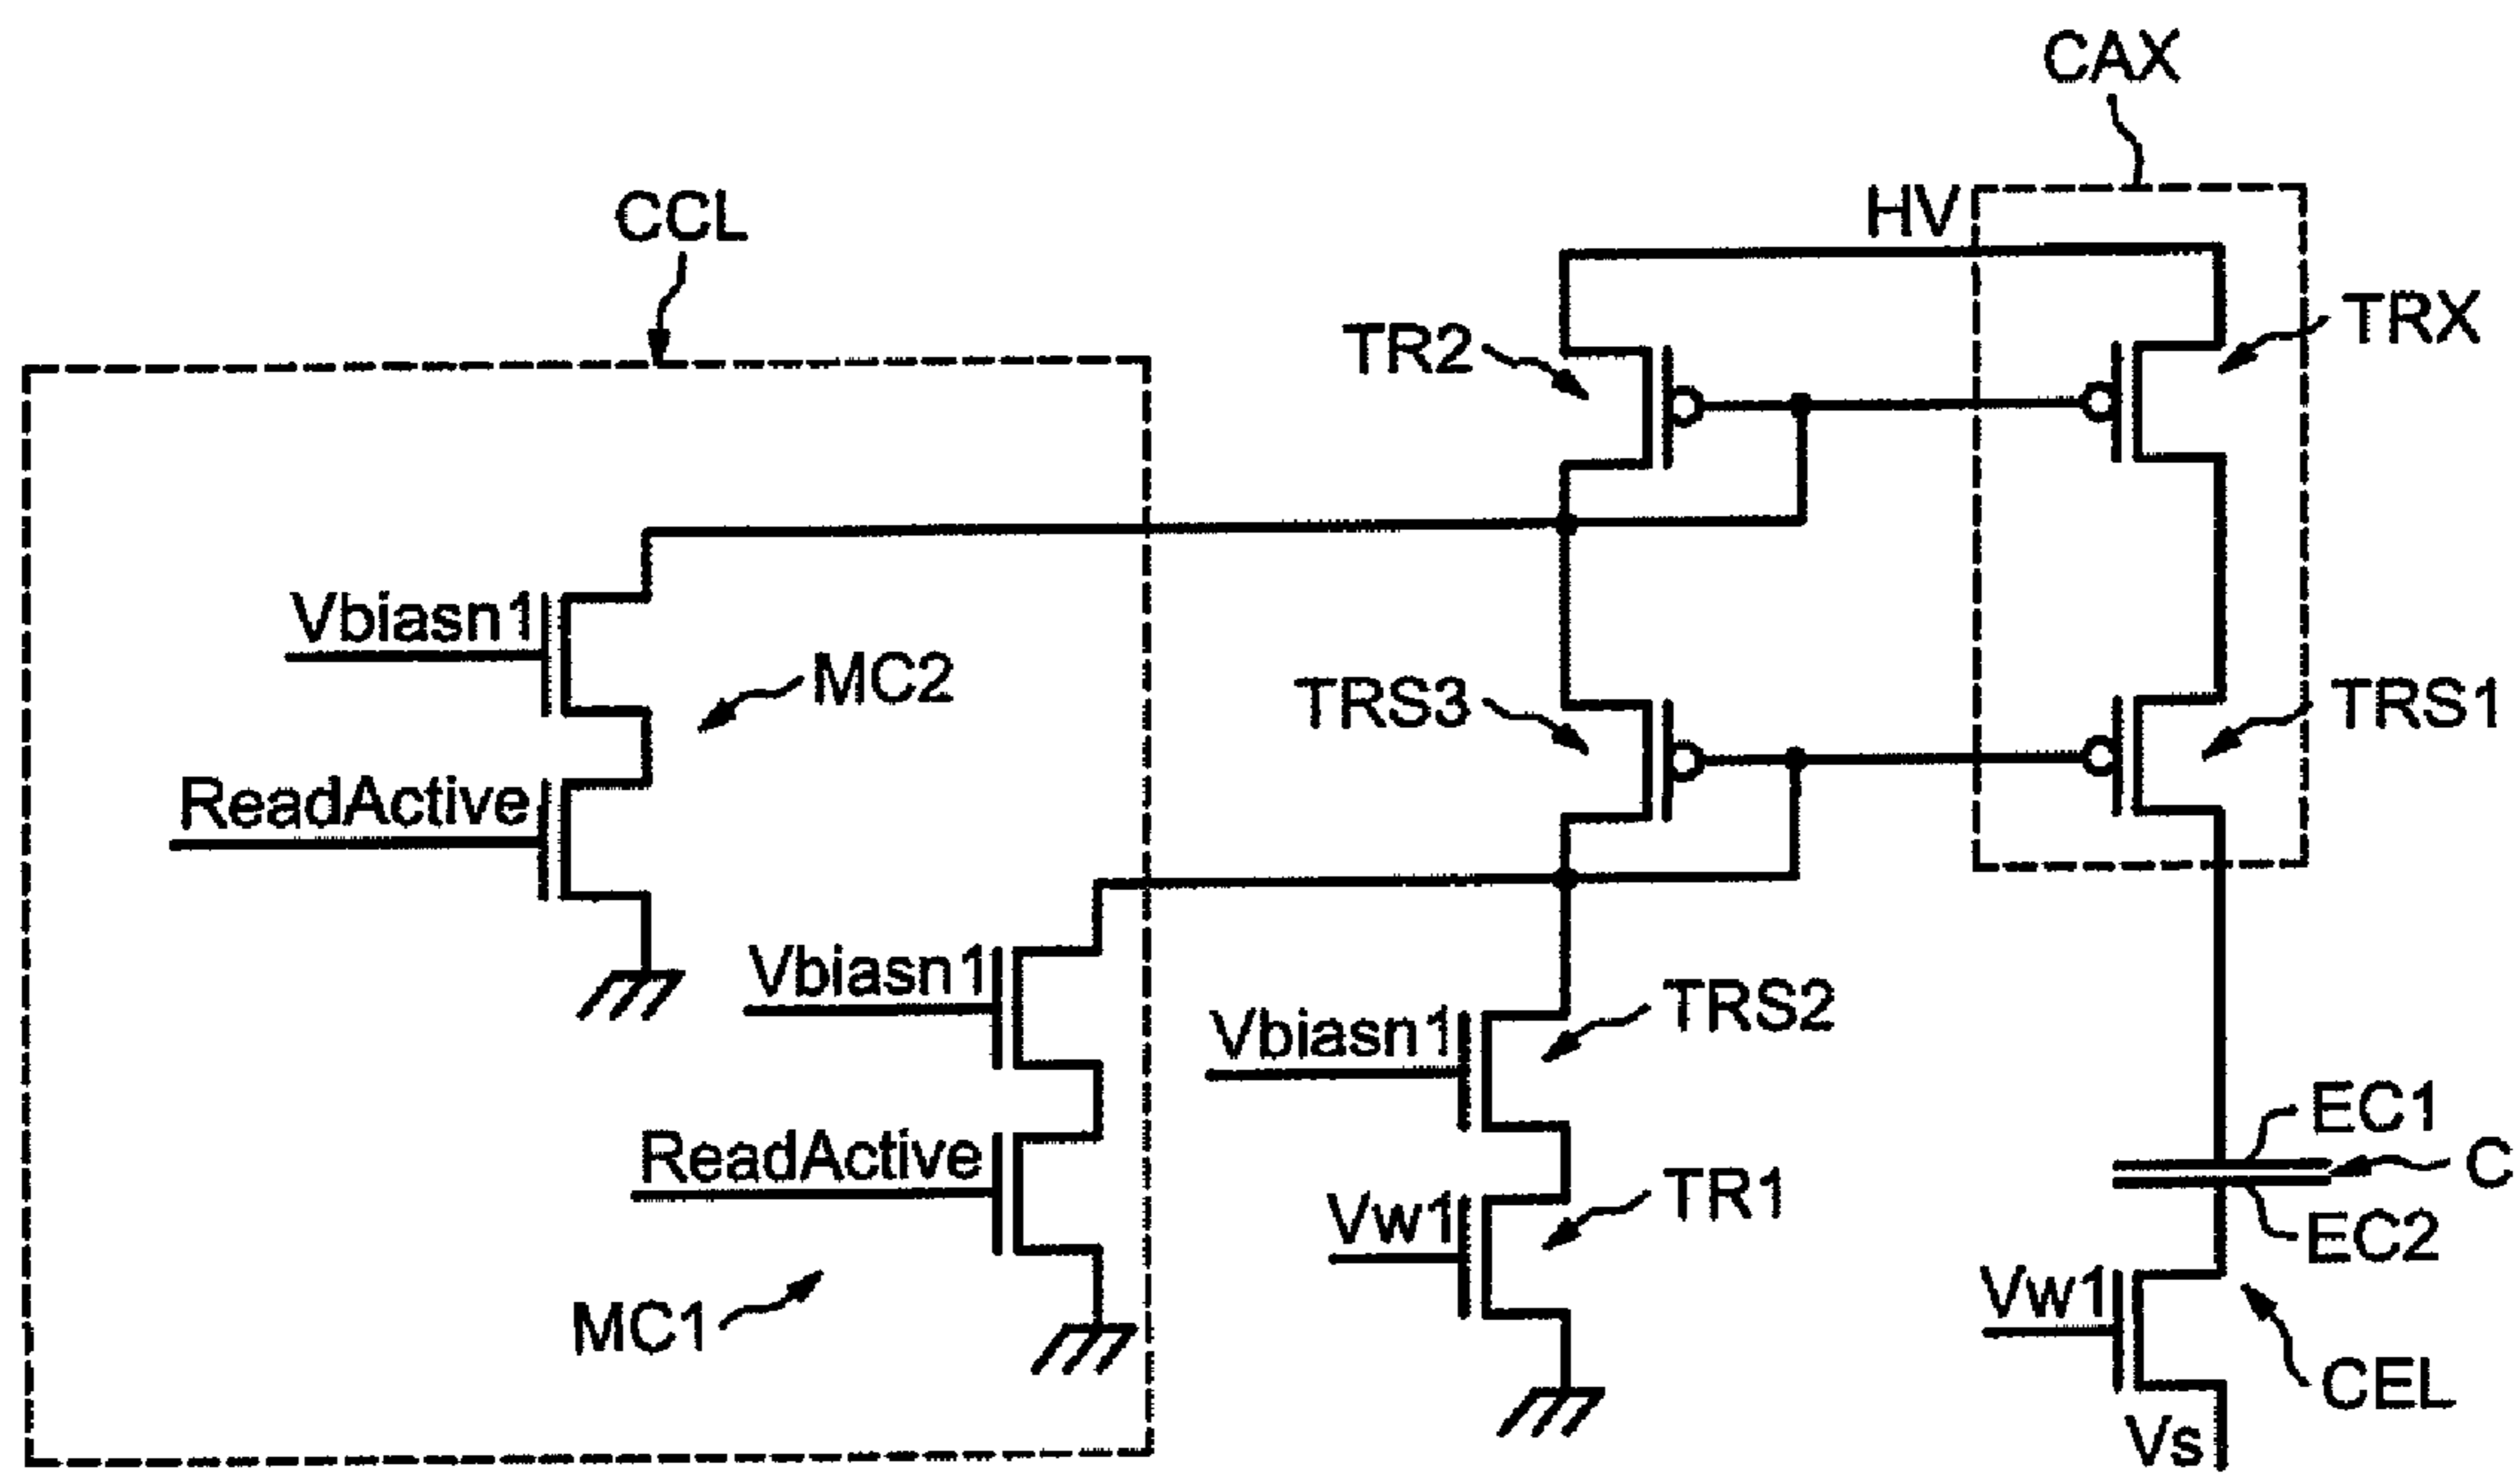 CAX
CCL
HV
TRX
TR2
Vbiasn1
MC2
TRS3
TRS1
ReadActive
Vbiasn1
TRS2
Vbiasn1
EC1
ReadActive
C
TR1
Vw1
EC2
Vw1
MC1
CEL
Vs